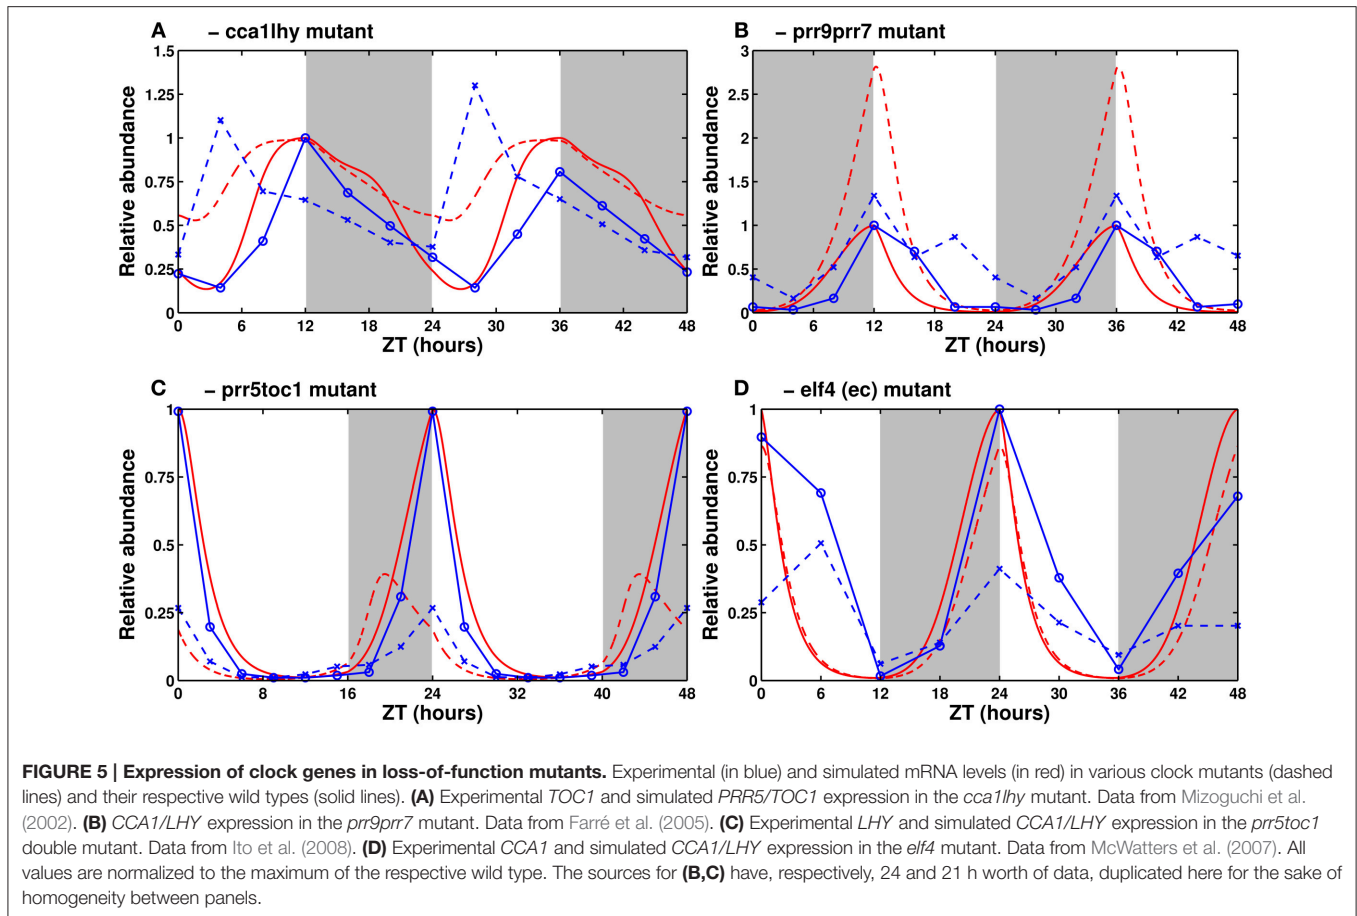 A – cca1lhy mutant
1.5
1.25
1
0.75
0.5
0.25
0
Relative abundance
0 6 12 18 24 30 36 42 48
ZT (hours)
B – prr9prr7 mutant
3
2.5
2
1.5
1
0.5
0
Relative abundance
0 6 12 18 24 30 36 42 48
ZT (hours)
C – prr5toc1 mutant
1
0.75
0.5
0.25
0
Relative abundance
0 9 16 24 33 40 48
ZT (hours)
D – elf4 (ec) mutant
1
0.75
0.5
0.25
0
Relative abundance
0 6 12 18 24 30 36 42 48
ZT (hours)
FIGURE 5 | Expression of clock genes in loss-of-function mutants. Experimental (in blue) and simulated mRNA levels (in red) in various clock mutants (dashed
lines) and their respective wild types (solid lines). (A) Experimental TOC1 and simulated PRR5/TOC1 expression in the cca1lhy mutant. Data from Mizoguchi et al.
(2002). (B) CCA1/LHY expression in the prr9prr7 mutant. Data from Farré et al. (2005). (C) Experimental LHY and simulated CCA1/LHY expression in the prr5toc1
double mutant. Data from Ito et al. (2008). (D) Experimental CCA1 and simulated CCA1/LHY expression in the elf4 mutant. Data from McWatters et al. (2007). All
values are normalized to the maximum of the respective wild type. The sources for (B,C) have, respectively, 24 and 21 h worth of data, duplicated here for the sake of
homogeneity between panels.